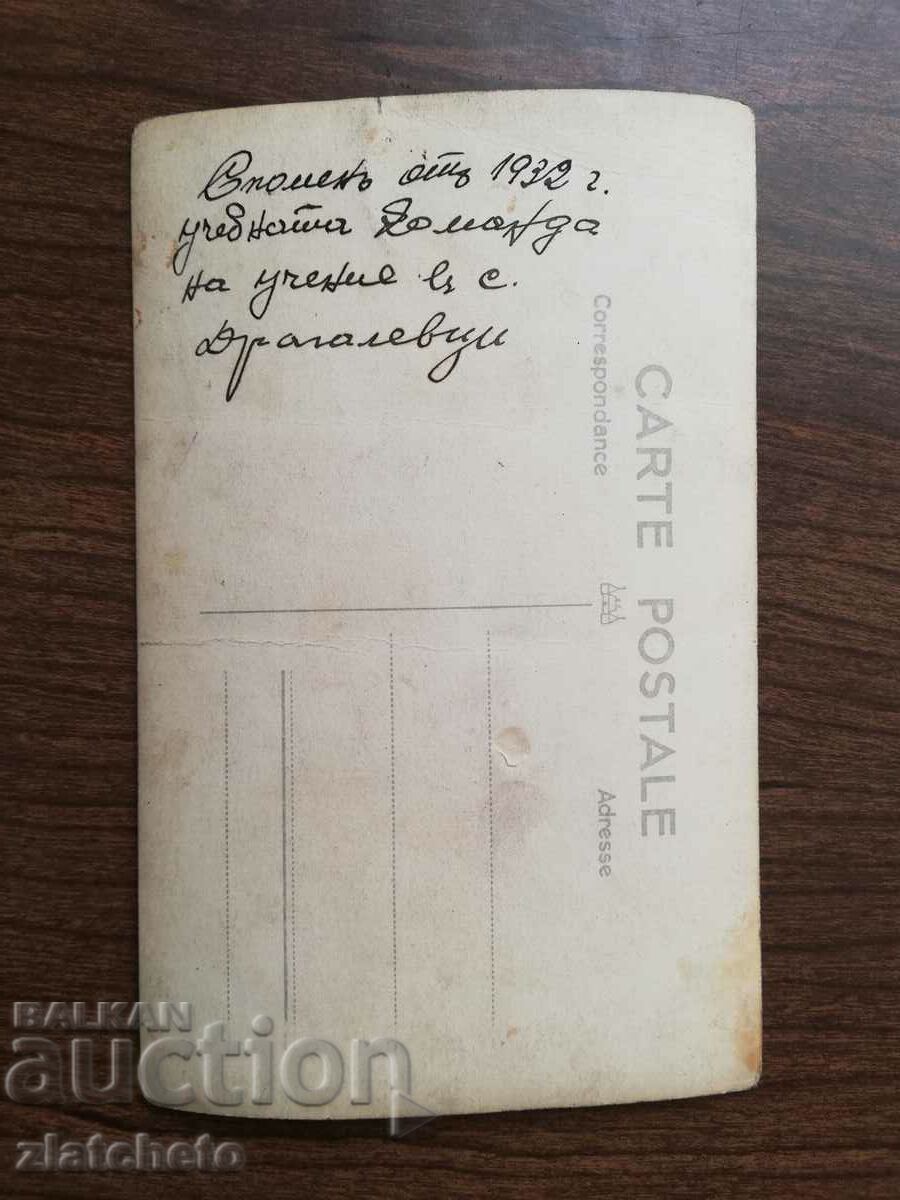 Споменъ отъ 1932 г.
учебната команда
на учение въ с.
Драгалевци
CARTE POSTALE
Correspondance
Adresse
BALKAN
auction
zlatcheto